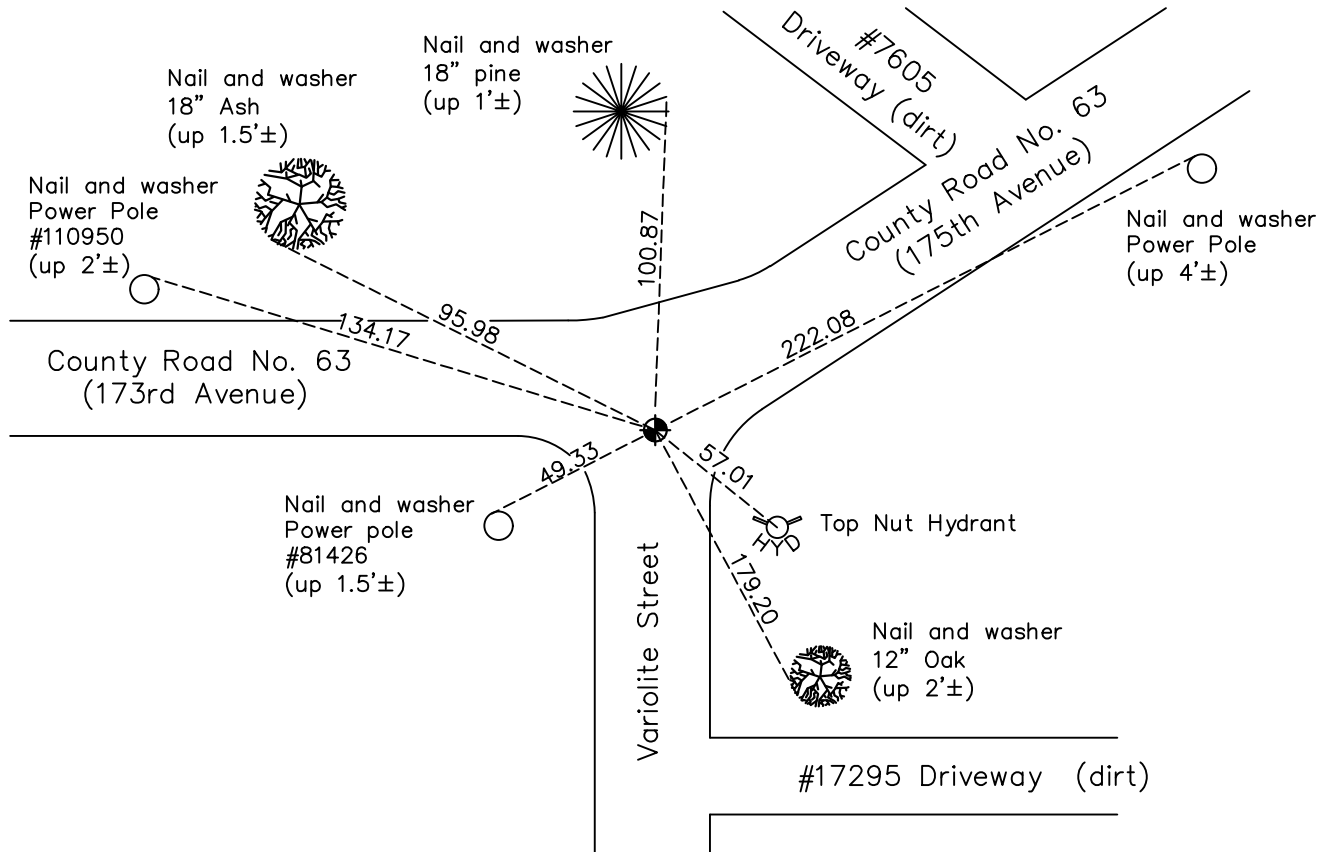 Nail and washer
18" pine
(up 1'±)
#7605
Driveway (dirt)
Nail and washer
18" Ash
(up 1.5'±)
Nail and washer
Power Pole
#110950
(up 2'±)
County Road No. 63
(175th Avenue)
Nail and washer
Power Pole
(up 4'±)
100.87
134.17
95.98
222.08
County Road No. 63
(173rd Avenue)
49.33
57.01
Nail and washer
Power pole
#81426
(up 1.5'±)
Top Nut Hydrant
HYD
179.20
Variolite Street
Nail and washer
12" Oak
(up 2'±)
#17295 Driveway (dirt)